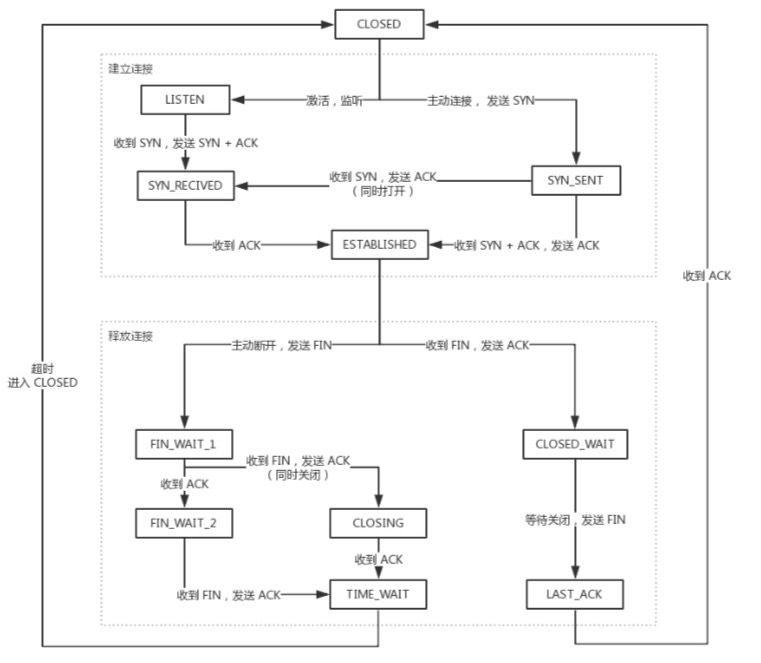 CLOSED
建立连接
LISTEN
激活，监听
主动连接，发送 SYN
收到 SYN，发送 SYN + ACK
SYN_RECIVED
收到 SYN，发送 ACK
（同时打开）
SYN_SENT
收到 ACK
ESTABLISHED
收到 SYN + ACK，发送 ACK
收到 ACK
释放连接
主动断开，发送 FIN
收到 FIN，发送 ACK
超时
进入 CLOSED
FIN_WAIT_1
CLOSED_WAIT
收到 FIN，发送 ACK
（同时关闭）
收到 ACK
FIN_WAIT_2
CLOSING
等待关闭，发送 FIN
收到 ACK
收到 FIN，发送 ACK
TIME_WAIT
LAST_ACK